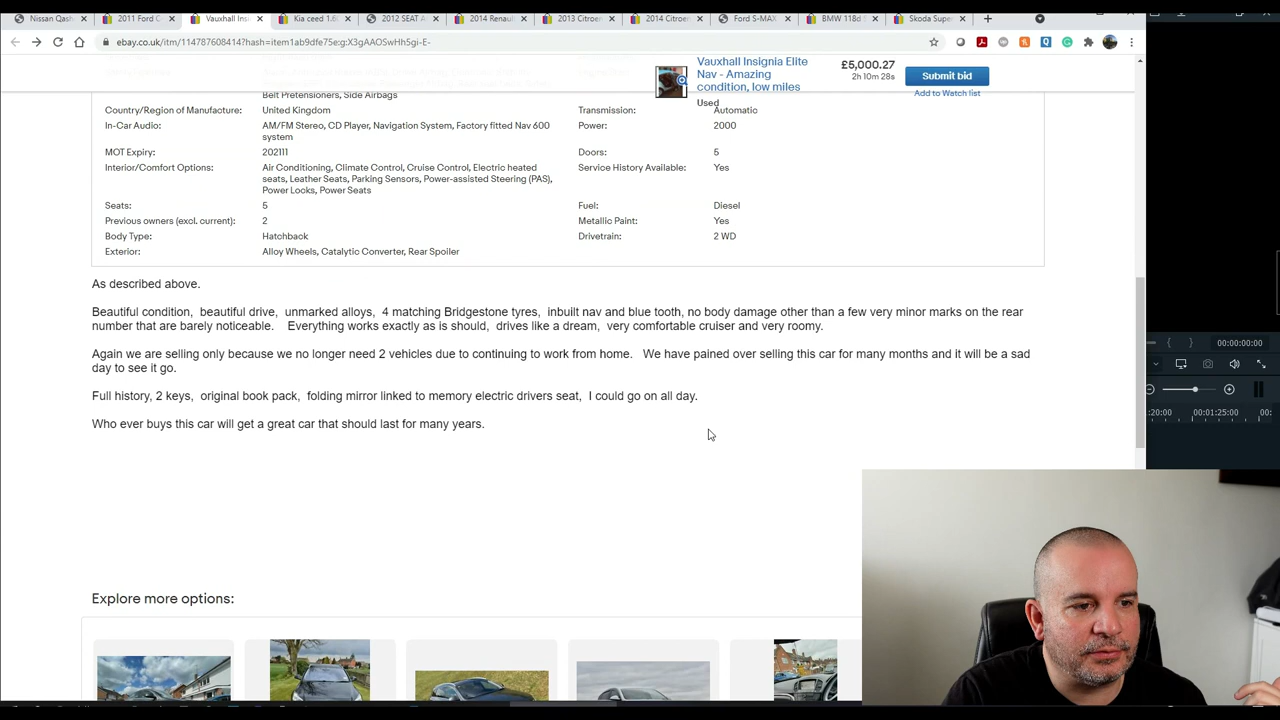 Nissan Qash
2011 Ford C
Vauxhall Ins
Kia ceed 1.6
2012 SEAT A
2014 Renaul
2013 Citroen
2014 Citroen
Ford S-MAX
BMW 118d S
Skoda Super
ebay.co.uk/itm/114787608414?hash=item1ab9dfe75e:g:X3gAAOSwHh5gi-E-
Vauxhall Insignia Elite
Nav - Amazing
condition, low miles
Used
£5,000.27
2h 10m 28s
Submit bid
Add to Watch list
Belt Pretensioners, Side Airbags
Country/Region of Manufacture: United Kingdom Transmission: Automatic
In-Car Audio: AM/FM Stereo, CD Player, Navigation System, Factory fitted Nav 600 Power: 2000
system
MOT Expiry: 202111 Doors: 5
Interior/Comfort Options: Air Conditioning, Climate Control, Cruise Control, Electric heated Service History Available: Yes
seats, Leather Seats, Parking Sensors, Power-assisted Steering (PAS),
Power Locks, Power Seats
Seats: 5 Fuel: Diesel
Previous owners (excl. current): 2 Metallic Paint: Yes
Body Type: Hatchback Drivetrain: 2 WD
Exterior: Alloy Wheels, Catalytic Converter, Rear Spoiler
As described above.
Beautiful condition, beautiful drive, unmarked alloys, 4 matching Bridgestone tyres, inbuilt nav and blue tooth, no body damage other than a few very minor marks on the rear
number that are barely noticeable. Everything works exactly as is should, drives like a dream, very comfortable cruiser and very roomy.
Again we are selling only because we no longer need 2 vehicles due to continuing to work from home. We have pained over selling this car for many months and it will be a sad
day to see it go.
Full history, 2 keys, original book pack, folding mirror linked to memory electric drivers seat, I could go on all day.
Who ever buys this car will get a great car that should last for many years.
Explore more options:
00:00:00:00
:20:00 00:01:25:00 00: